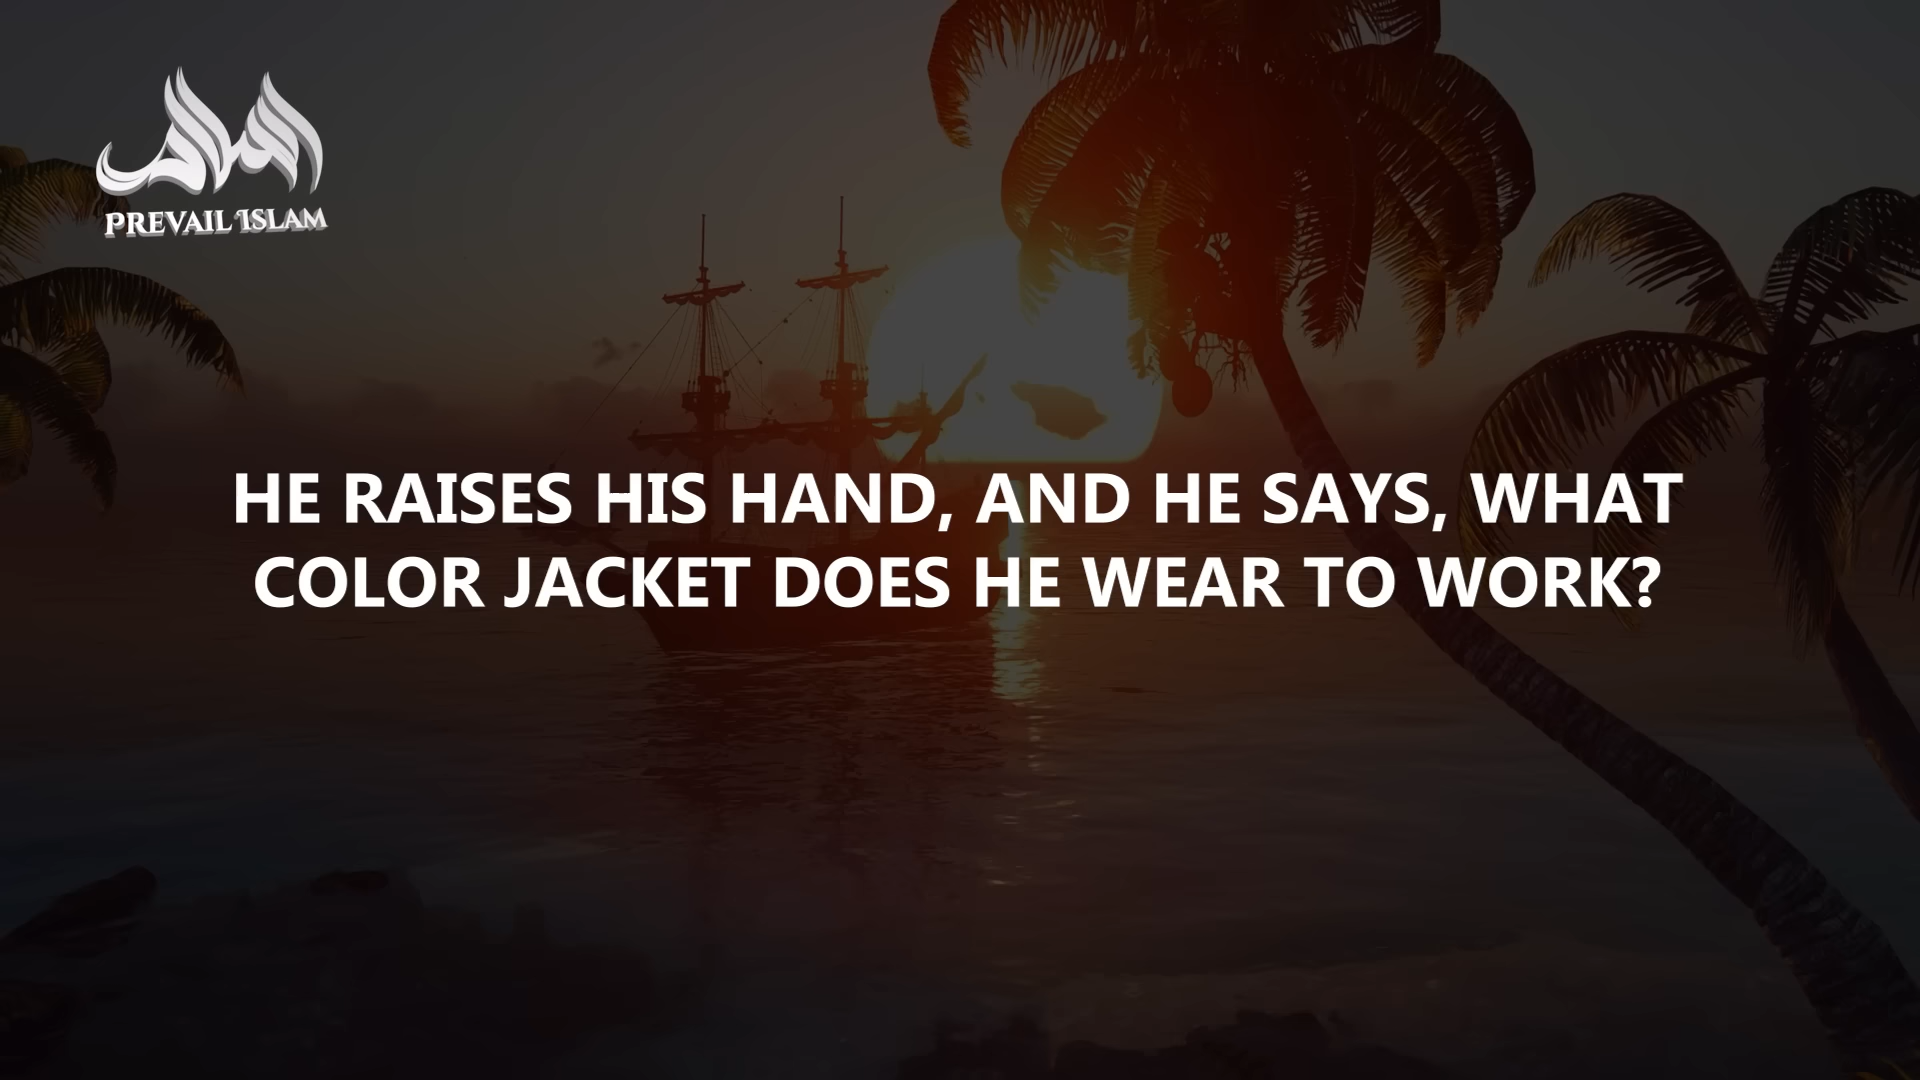 PREVAIL ISLAM
HE RAISES HIS HAND, AND HE SAYS, WHAT
COLOR JACKET DOES HE WEAR TO WORK?